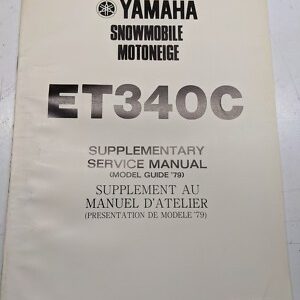 YAMAHA
SNOWMOBILE
MOTONEIGE
ET340C
SUPPLEMENTARY
SERVICE MANUAL
(MODEL GUIDE '79)
SUPPLEMENT AU
MANUEL D'ATELIER
(PRESENTATION DE MODELE '79)